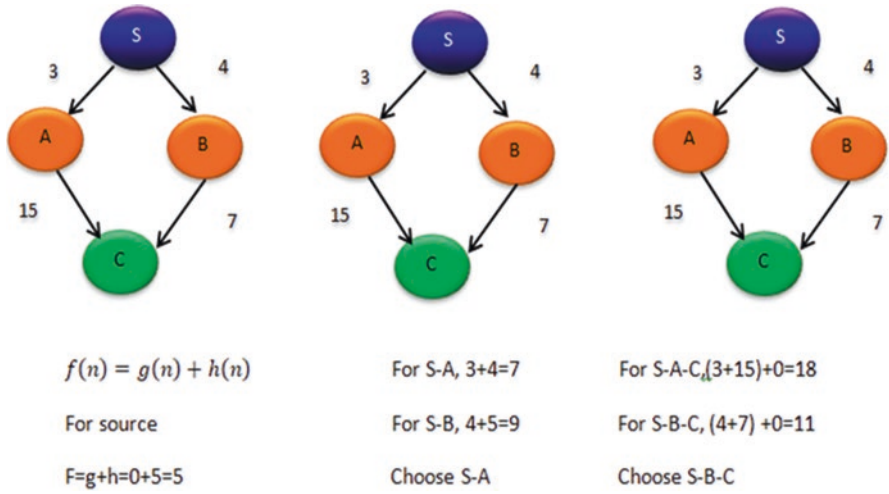 S
3
4
A
B
15
7
C
S
3
4
A
B
15
7
C
S
3
4
A
B
15
7
C
f(n) = g(n) + h(n)
For source
F=g+h=0+5=5
For S-A, 3+4=7
For S-B, 4+5=9
Choose S-A
For S-A-C,(3+15)+0=18
For S-B-C, (4+7) +0=11
Choose S-B-C